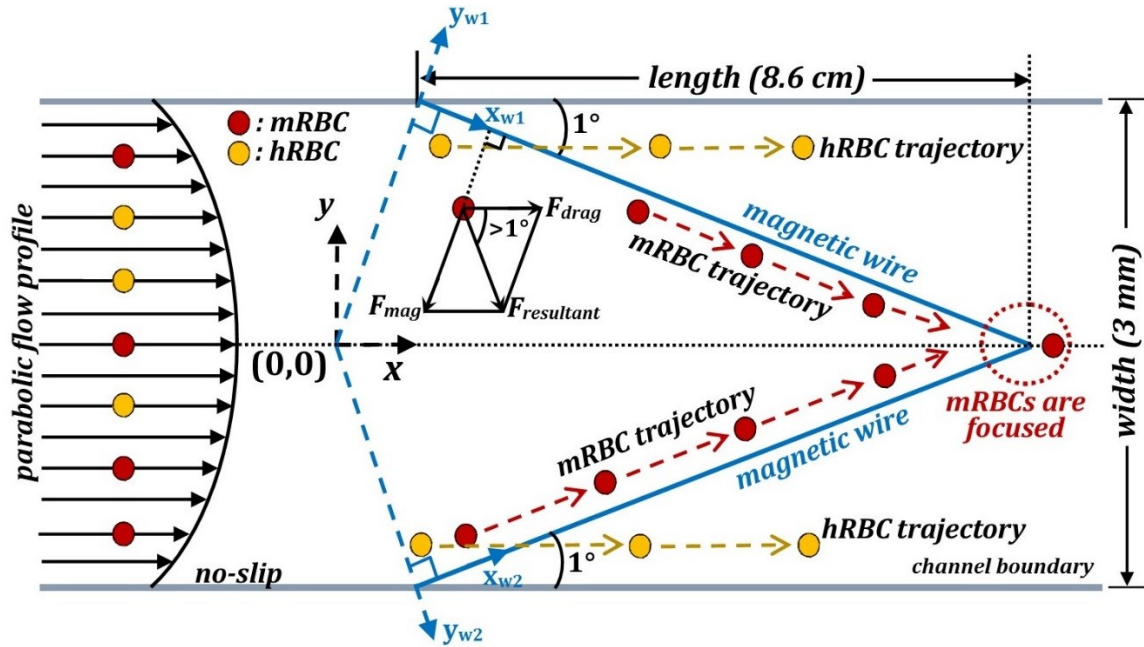 yw1
length (8.6 cm)
: mRBC
: hRBC
xw1
1°
hRBC trajectory
parabolic flow profile
y
Fdrag
>1°
magnetic wire
mRBC trajectory
Fmag
Fresultant
(0,0)
x
width (3 mm)
mRBCs are
focused
mRBC trajectory
magnetic wire
hRBC trajectory
no-slip
xw2
1°
channel boundary
yw2